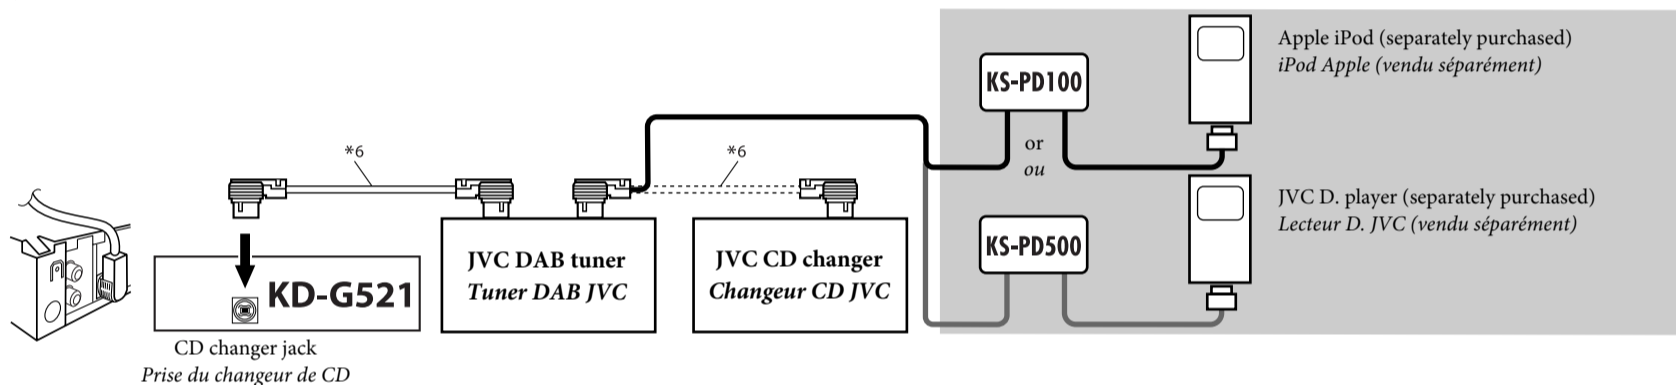 *6
*6
KD-G521
CD changer jack
Prise du changeur de CD
JVC DAB tuner
Tuner DAB JVC
JVC CD changer
Changeur CD JVC
KS-PD100
or
ou
KS-PD500
Apple iPod (separately purchased)
iPod Apple (vendu séparément)
JVC D. player (separately purchased)
Lecteur D. JVC (vendu séparément)